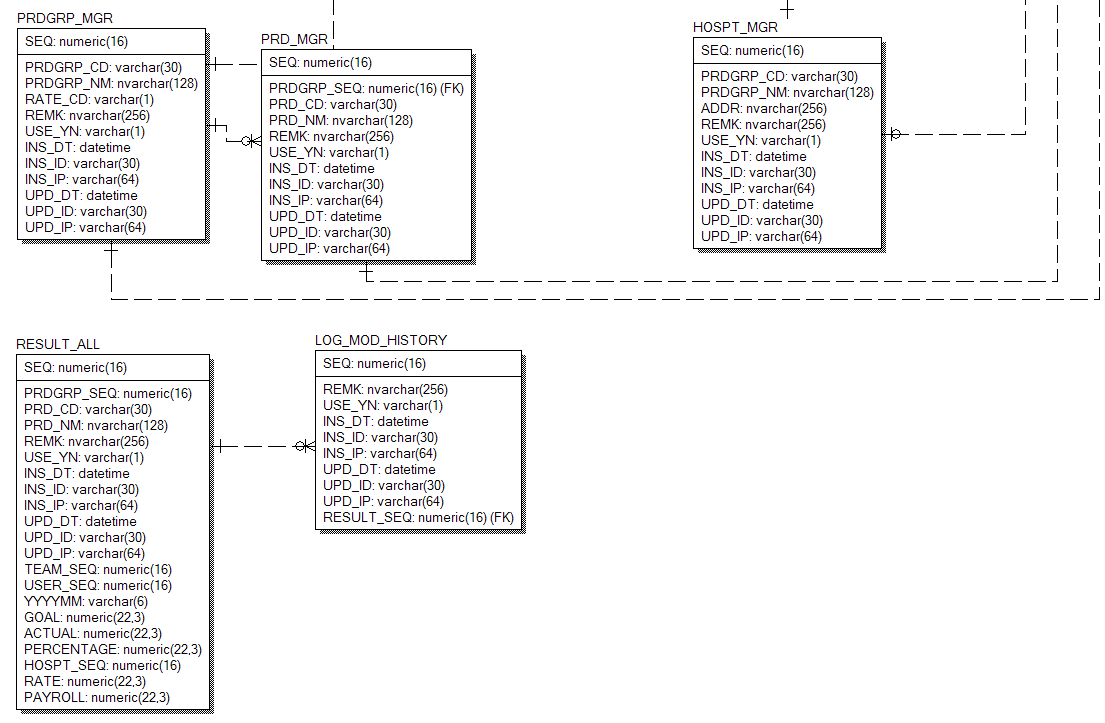 PRDGRP_MGR
SEQ: numeric(16)
PRDGRP_CD: varchar(30)
PRDGRP_NM: nvarchar(128)
RATE_CD: varchar(1)
REMK: nvarchar(256)
USE_YN: varchar(1)
INS_DT: datetime
INS_ID: varchar(30)
INS_IP: varchar(64)
UPD_DT: datetime
UPD_ID: varchar(30)
UPD_IP: varchar(64)
PRD_MGR
SEQ: numeric(16)
PRDGRP_SEQ: numeric(16) (FK)
PRD_CD: varchar(30)
PRD_NM: nvarchar(128)
REMK: nvarchar(256)
USE_YN: varchar(1)
INS_DT: datetime
INS_ID: varchar(30)
INS_IP: varchar(64)
UPD_DT: datetime
UPD_ID: varchar(30)
UPD_IP: varchar(64)
HOSPT_MGR
SEQ: numeric(16)
PRDGRP_CD: varchar(30)
PRDGRP_NM: nvarchar(128)
ADDR: nvarchar(256)
REMK: nvarchar(256)
USE_YN: varchar(1)
INS_DT: datetime
INS_ID: varchar(30)
INS_IP: varchar(64)
UPD_DT: datetime
UPD_ID: varchar(30)
UPD_IP: varchar(64)
RESULT_ALL
SEQ: numeric(16)
PRDGRP_SEQ: numeric(16)
PRD_CD: varchar(30)
PRD_NM: nvarchar(128)
REMK: nvarchar(256)
USE_YN: varchar(1)
INS_DT: datetime
INS_ID: varchar(30)
INS_IP: varchar(64)
UPD_DT: datetime
UPD_ID: varchar(30)
UPD_IP: varchar(64)
TEAM_SEQ: numeric(16)
USER_SEQ: numeric(16)
YYYYMM: varchar(6)
GOAL: numeric(22,3)
ACTUAL: numeric(22,3)
PERCENTAGE: numeric(22,3)
HOSPT_SEQ: numeric(16)
RATE: numeric(22,3)
PAYROLL: numeric(22,3)
LOG_MOD_HISTORY
SEQ: numeric(16)
REMK: nvarchar(256)
USE_YN: varchar(1)
INS_DT: datetime
INS_ID: varchar(30)
INS_IP: varchar(64)
UPD_DT: datetime
UPD_ID: varchar(30)
UPD_IP: varchar(64)
RESULT_SEQ: numeric(16) (FK)